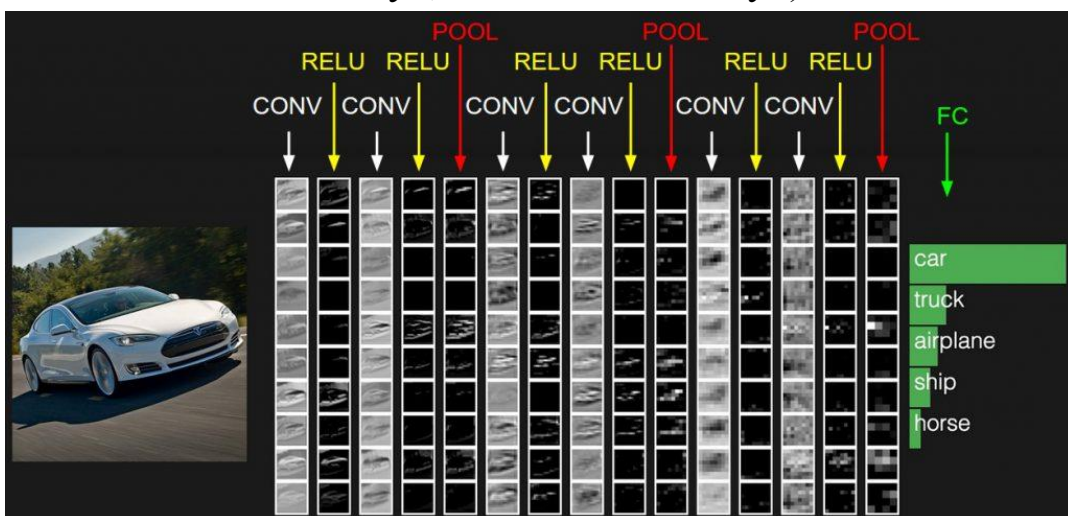 POOL POOL POOL
RELU RELU RELU RELU RELU RELU
CONV CONV CONV CONV CONV CONV
FC
car
truck
airplane
ship
horse